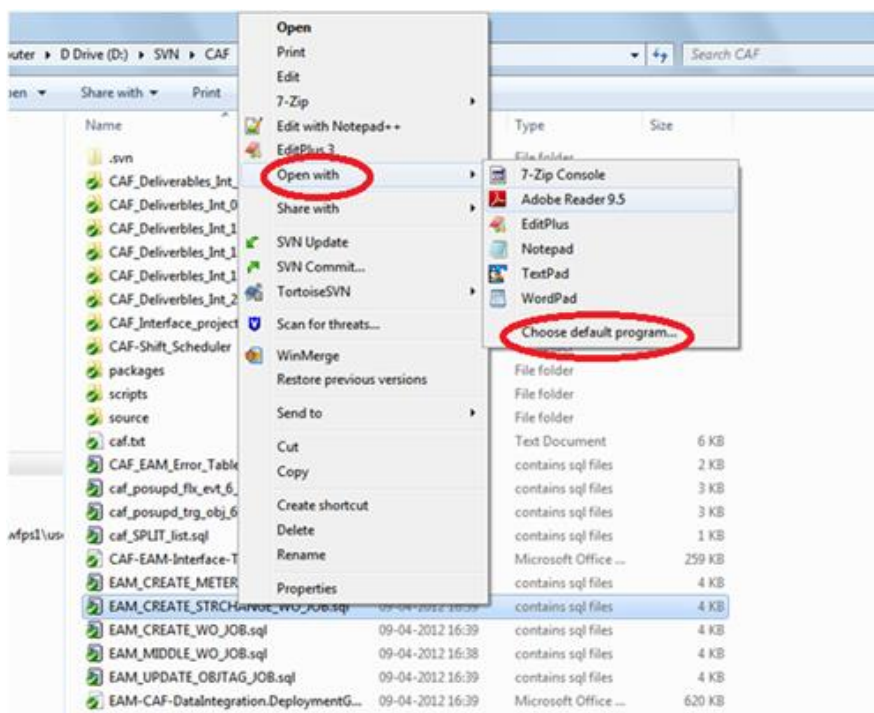 outer ▸ D Drive (D:) ▸ SVN ▸ CAF
Search CAF
Share with
Print
Name
Type
Size
.svn
File folder
CAF_Deliverables_Int_
CAF_Deliverbles_Int_0
CAF_Deliverbles_Int_1
CAF_Deliverbles_Int_1
CAF_Deliverbles_Int_1
CAF_Deliverbles_Int_2
CAF_Interface_project
CAF-Shift_Scheduler
packages
File folder
scripts
File folder
source
File folder
caf.txt
Text Document 6 KB
CAF_EAM_Error_Table
contains sql files 2 KB
caf_posupd_flx_evt_6_
contains sql files 3 KB
caf_posupd_trg_obj_6
contains sql files 3 KB
caf_SPLIT_list.sql
contains sql files 1 KB
CAF-EAM-Interface-T
Microsoft Office ... 259 KB
EAM_CREATE_METER
contains sql files 4 KB
EAM_CREATE_STRCHANGE_WO_JOB.sql 09-04-2012 16:39 contains sql files 4 KB
EAM_CREATE_WO_JOB.sql 09-04-2012 16:39 contains sql files 4 KB
EAM_MIDDLE_WO_JOB.sql 09-04-2012 16:38 contains sql files 4 KB
EAM_UPDATE_OBJTAG_JOB.sql 09-04-2012 16:39 contains sql files 4 KB
EAM-CAF-DataIntegration.DeploymentG... 09-04-2012 16:39 Microsoft Office ... 620 KB
Open
Print
Edit
7-Zip
Edit with Notepad++
EditPlus 3
Open with
Share with
SVN Update
SVN Commit...
TortoiseSVN
Scan for threats...
WinMerge
Restore previous versions
Send to
Cut
Copy
Create shortcut
Delete
Rename
Properties
7-Zip Console
Adobe Reader 9.5
EditPlus
Notepad
TextPad
WordPad
Choose default program...